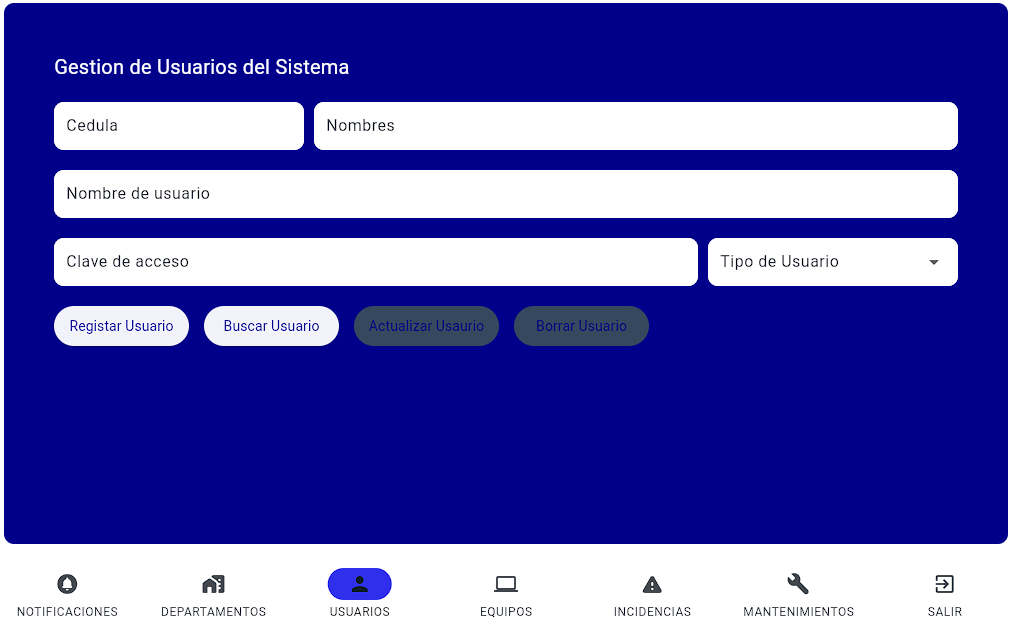 Gestion de Usuarios del Sistema
Cedula Nombres
Nombre de usuario
Clave de acceso Tipo de Usuario
Registar Usuario Buscar Usuario Actualizar Usaurio Borrar Usuario
NOTIFICACIONES DEPARTAMENTOS USUARIOS EQUIPOS INCIDENCIAS MANTENIMIENTOS SALIR